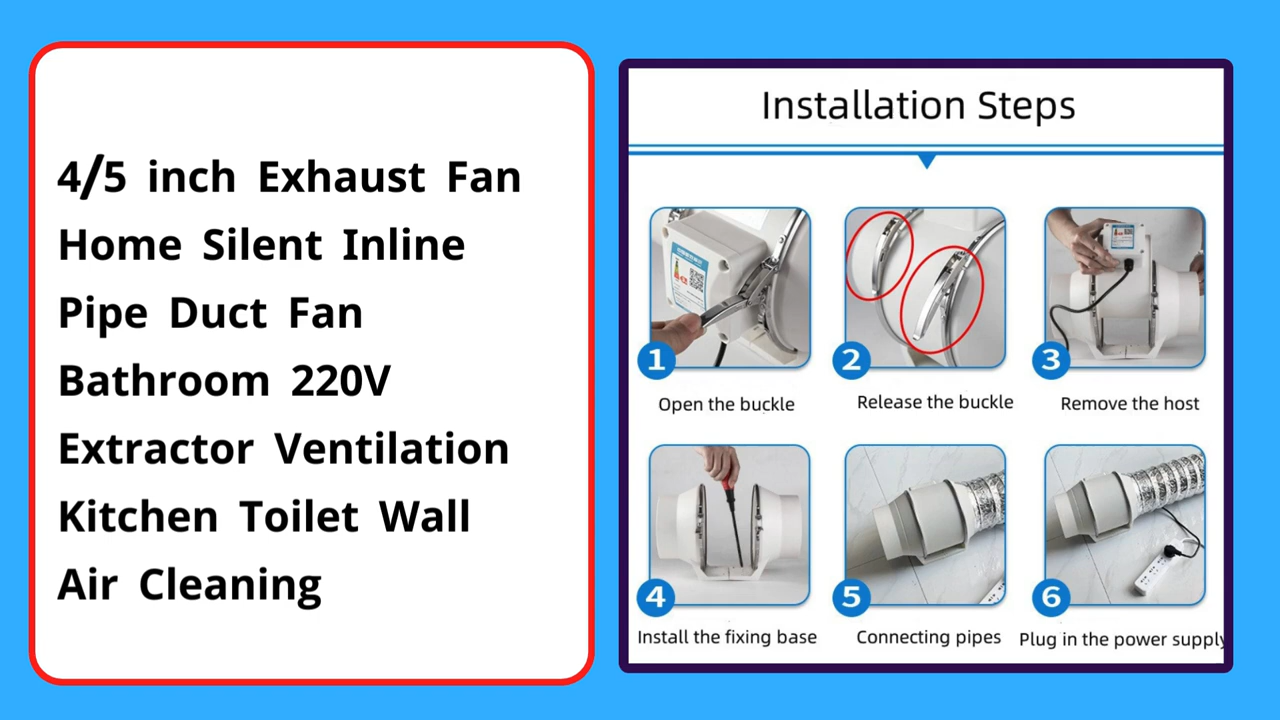 4/5 inch Exhaust Fan
Home Silent Inline
Pipe Duct Fan
Bathroom 220V
Extractor Ventilation
Kitchen Toilet Wall
Air Cleaning
Installation Steps
1
Open the buckle
2
Release the buckle
3
Remove the host
4
Install the fixing base
5
Connecting pipes
6
Plug in the power supply